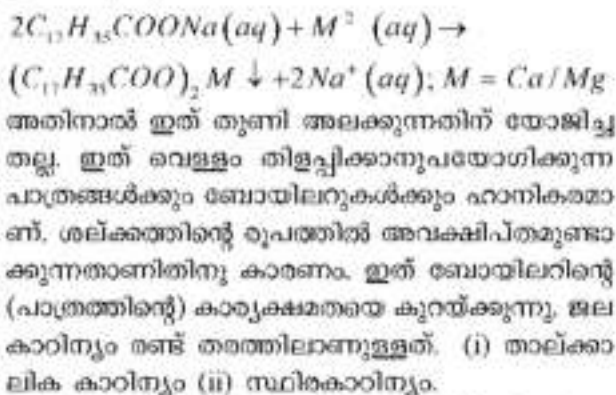 2C₁₇H₃₅COONa(aq) + M² (aq) →
(C₁₇H₃₅COO)₂ M ↓ +2Na⁺ (aq); M = Ca/Mg
അതിനാൽ ഇത് തുണി അലക്കുന്നതിന് യോജിച്ച
തല്ല. ഇത് വെള്ളം തിളപ്പിക്കാനുപയോഗിക്കുന്ന
പാത്രങ്ങൾക്കും ബോയിലറുകൾക്കും ഹാനികരമാ
ണ്. ശല്ക്കത്തിന്റെ രൂപത്തിൽ അവക്ഷിപ്തമുണ്ടാ
ക്കുന്നതാണിതിനു കാരണം. ഇത് ബോയിലറിന്റെ
(പാത്രത്തിന്റെ) കാര്യക്ഷമതയെ കുറയ്ക്കുന്നു. ജല
കാഠിന്യം രണ്ട് തരത്തിലാണുള്ളത്. (i) താല്ക്കാ
ലിക കാഠിന്യം (ii) സ്ഥിരകാഠിന്യം.